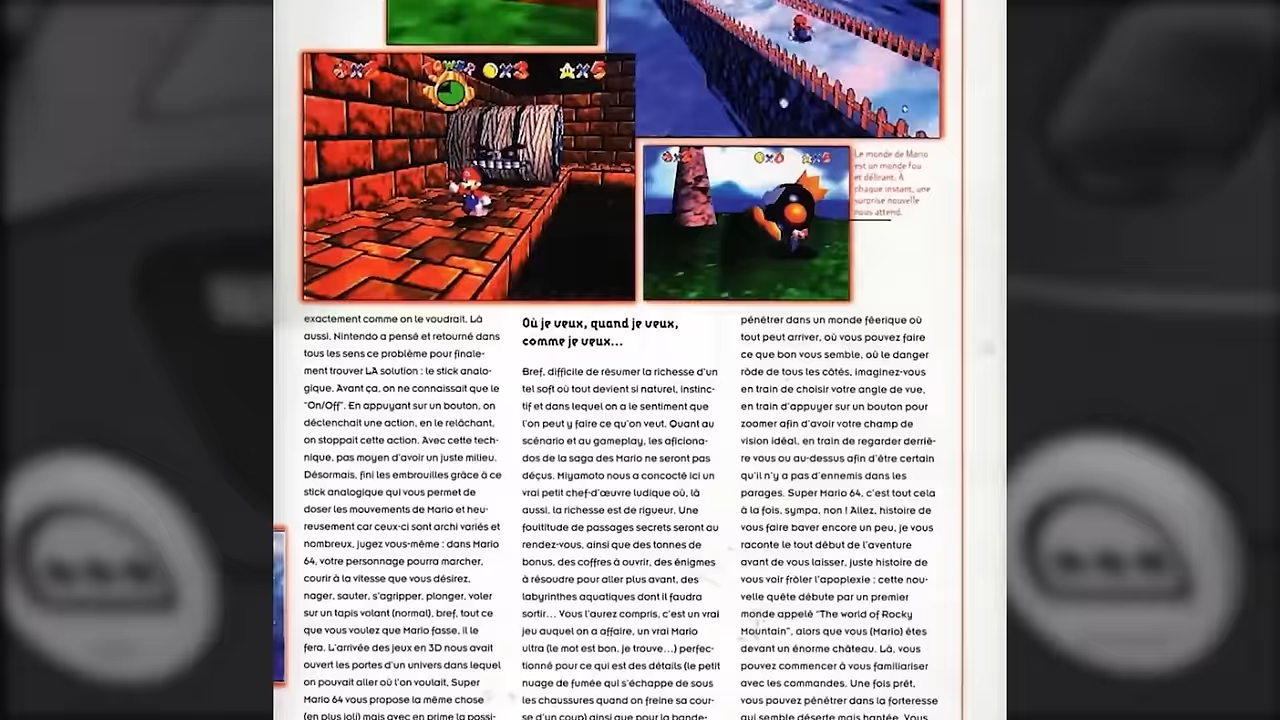 POWER
Le monde de Mario
est un monde fou
et délirant. À
chaque instant, une
surprise nouvelle
nous attend.
exactement comme on le voudrait. Là
aussi, Nintendo a pensé et retourné dans
tous les sens ce problème pour finale-
ment trouver LA solution : le stick analo-
gique. Avant ça, on ne connaissait que le
"On/Off". En appuyant sur un bouton, on
déclenchait une action, en le relâchant,
on stoppait cette action. Avec cette tech-
nique, pas moyen d'avoir un juste milieu.
Désormais, fini les embrouilles grâce à ce
stick analogique qui vous permet de
doser les mouvements de Mario et heu-
reusement car ceux-ci sont archi variés et
nombreux, jugez vous-même : dans Mario
64, votre personnage pourra marcher,
courir à la vitesse que vous désirez,
nager, sauter, s'agripper, plonger, voler
sur un tapis volant (normal), bref, tout ce
que vous voulez que Mario fasse, il le
fera. L'arrivée des jeux en 3D nous avait
ouvert les portes d'un univers dans lequel
on pouvait aller où l'on voulait, Super
Mario 64 vous propose la même chose
(en plus joli) mais avec en prime la possi-
Où je veux, quand je veux,
comme je veux...
Bref, difficile de résumer la richesse d'un
tel soft où tout devient si naturel, instinc-
tif et dans lequel on a le sentiment que
l'on peut y faire ce qu'on veut. Quant au
scénario et au gameplay, les aficiona-
dos de la saga des Mario ne seront pas
déçus. Miyamoto nous a concocté ici un
vrai petit chef-d'œuvre ludique où, là
aussi, la richesse est de rigueur. Une
foultitude de passages secrets seront au
rendez-vous, ainsi que des tonnes de
bonus, des coffres à ouvrir, des énigmes
à résoudre pour aller plus avant, des
labyrinthes aquatiques dont il faudra
sortir... Vous l'aurez compris, c'est un vrai
jeu auquel on a affaire, un vrai Mario
ultra (le mot est bon, je trouve...) perfec-
tionné pour ce qui est des détails (le petit
nuage de fumée qui s'échappe de sous
les chaussures quand on freine sa cour-
se d'un coup) ainsi que pour la bande-
pénétrer dans un monde féerique où
tout peut arriver, où vous pouvez faire
ce que bon vous semble, où le danger
rôde de tous les côtés, imaginez-vous
en train de choisir votre angle de vue,
en train d'appuyer sur un bouton pour
zoomer afin d'avoir votre champ de
vision idéal, en train de regarder derriè-
re vous ou au-dessus afin d'être certain
qu'il n'y a pas d'ennemis dans les
parages. Super Mario 64, c'est tout cela
à la fois, sympa, non ! Allez, histoire de
vous faire baver encore un peu, je vous
raconte le tout début de l'aventure
avant de vous laisser, juste histoire de
vous voir frôler l'apoplexie : cette nou-
velle quête débute par un premier
monde appelé "The world of Rocky
Mountain", alors que vous (Mario) êtes
devant un énorme château. Là, vous
pouvez commencer à vous familiariser
avec les commandes. Une fois prêt,
vous pouvez pénétrer dans la forteresse
qui semble déserte mais hantée. Vous